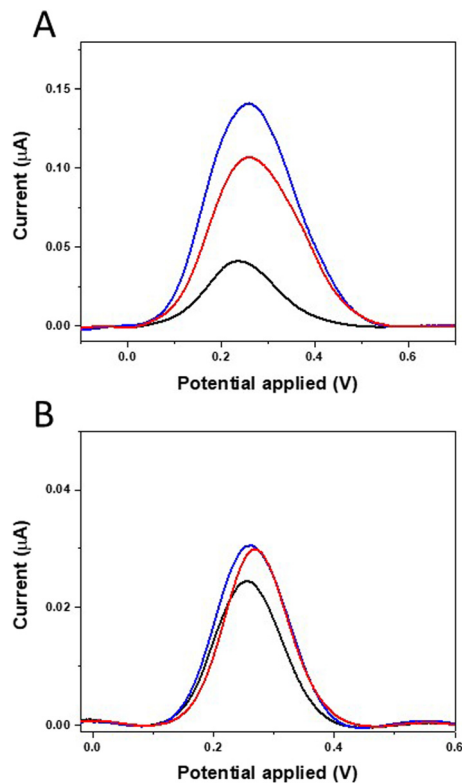 A
0.15
0.10
0.05
0.00
Current (μA)
0.0 0.2 0.4 0.6
Potential applied (V)
B
0.04
0.02
0.00
Current (μA)
0.0 0.2 0.4 0.6
Potential applied (V)